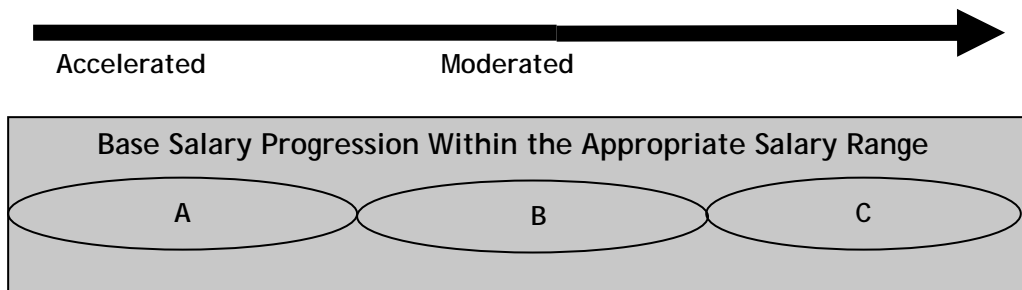 Accelerated Moderated
Base Salary Progression Within the Appropriate Salary Range
A B C